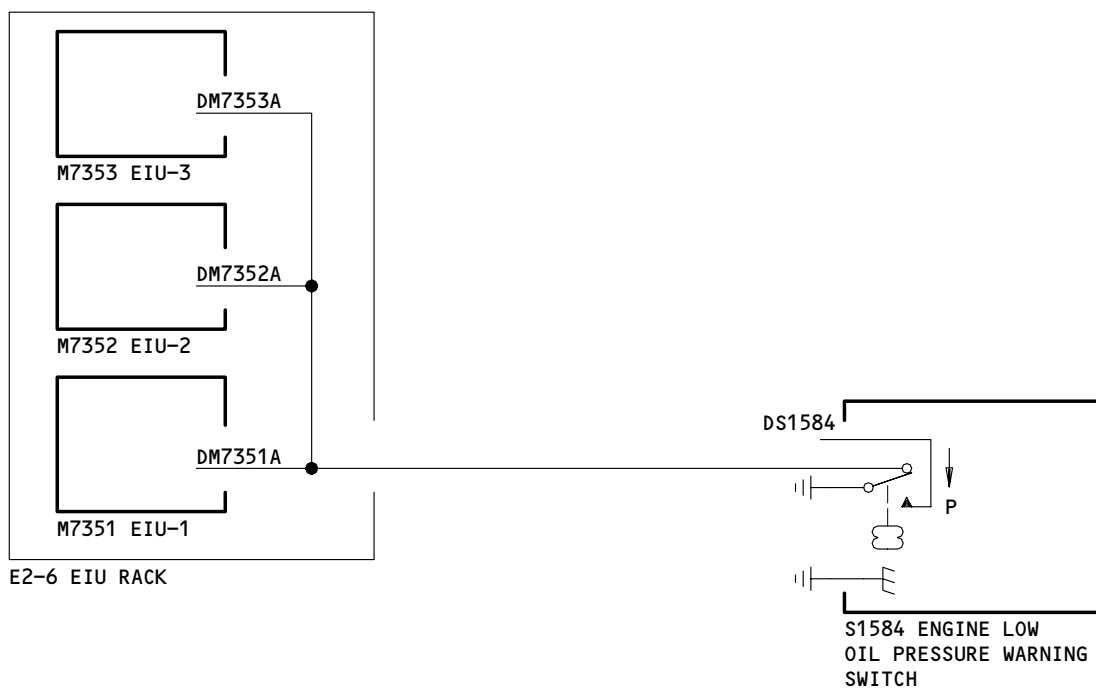 DM7353A
M7353 EIU-3
DM7352A
M7352 EIU-2
DM7351A
M7351 EIU-1
E2-6 EIU RACK
DS1584
P
S1584 ENGINE LOW
OIL PRESSURE WARNING
SWITCH